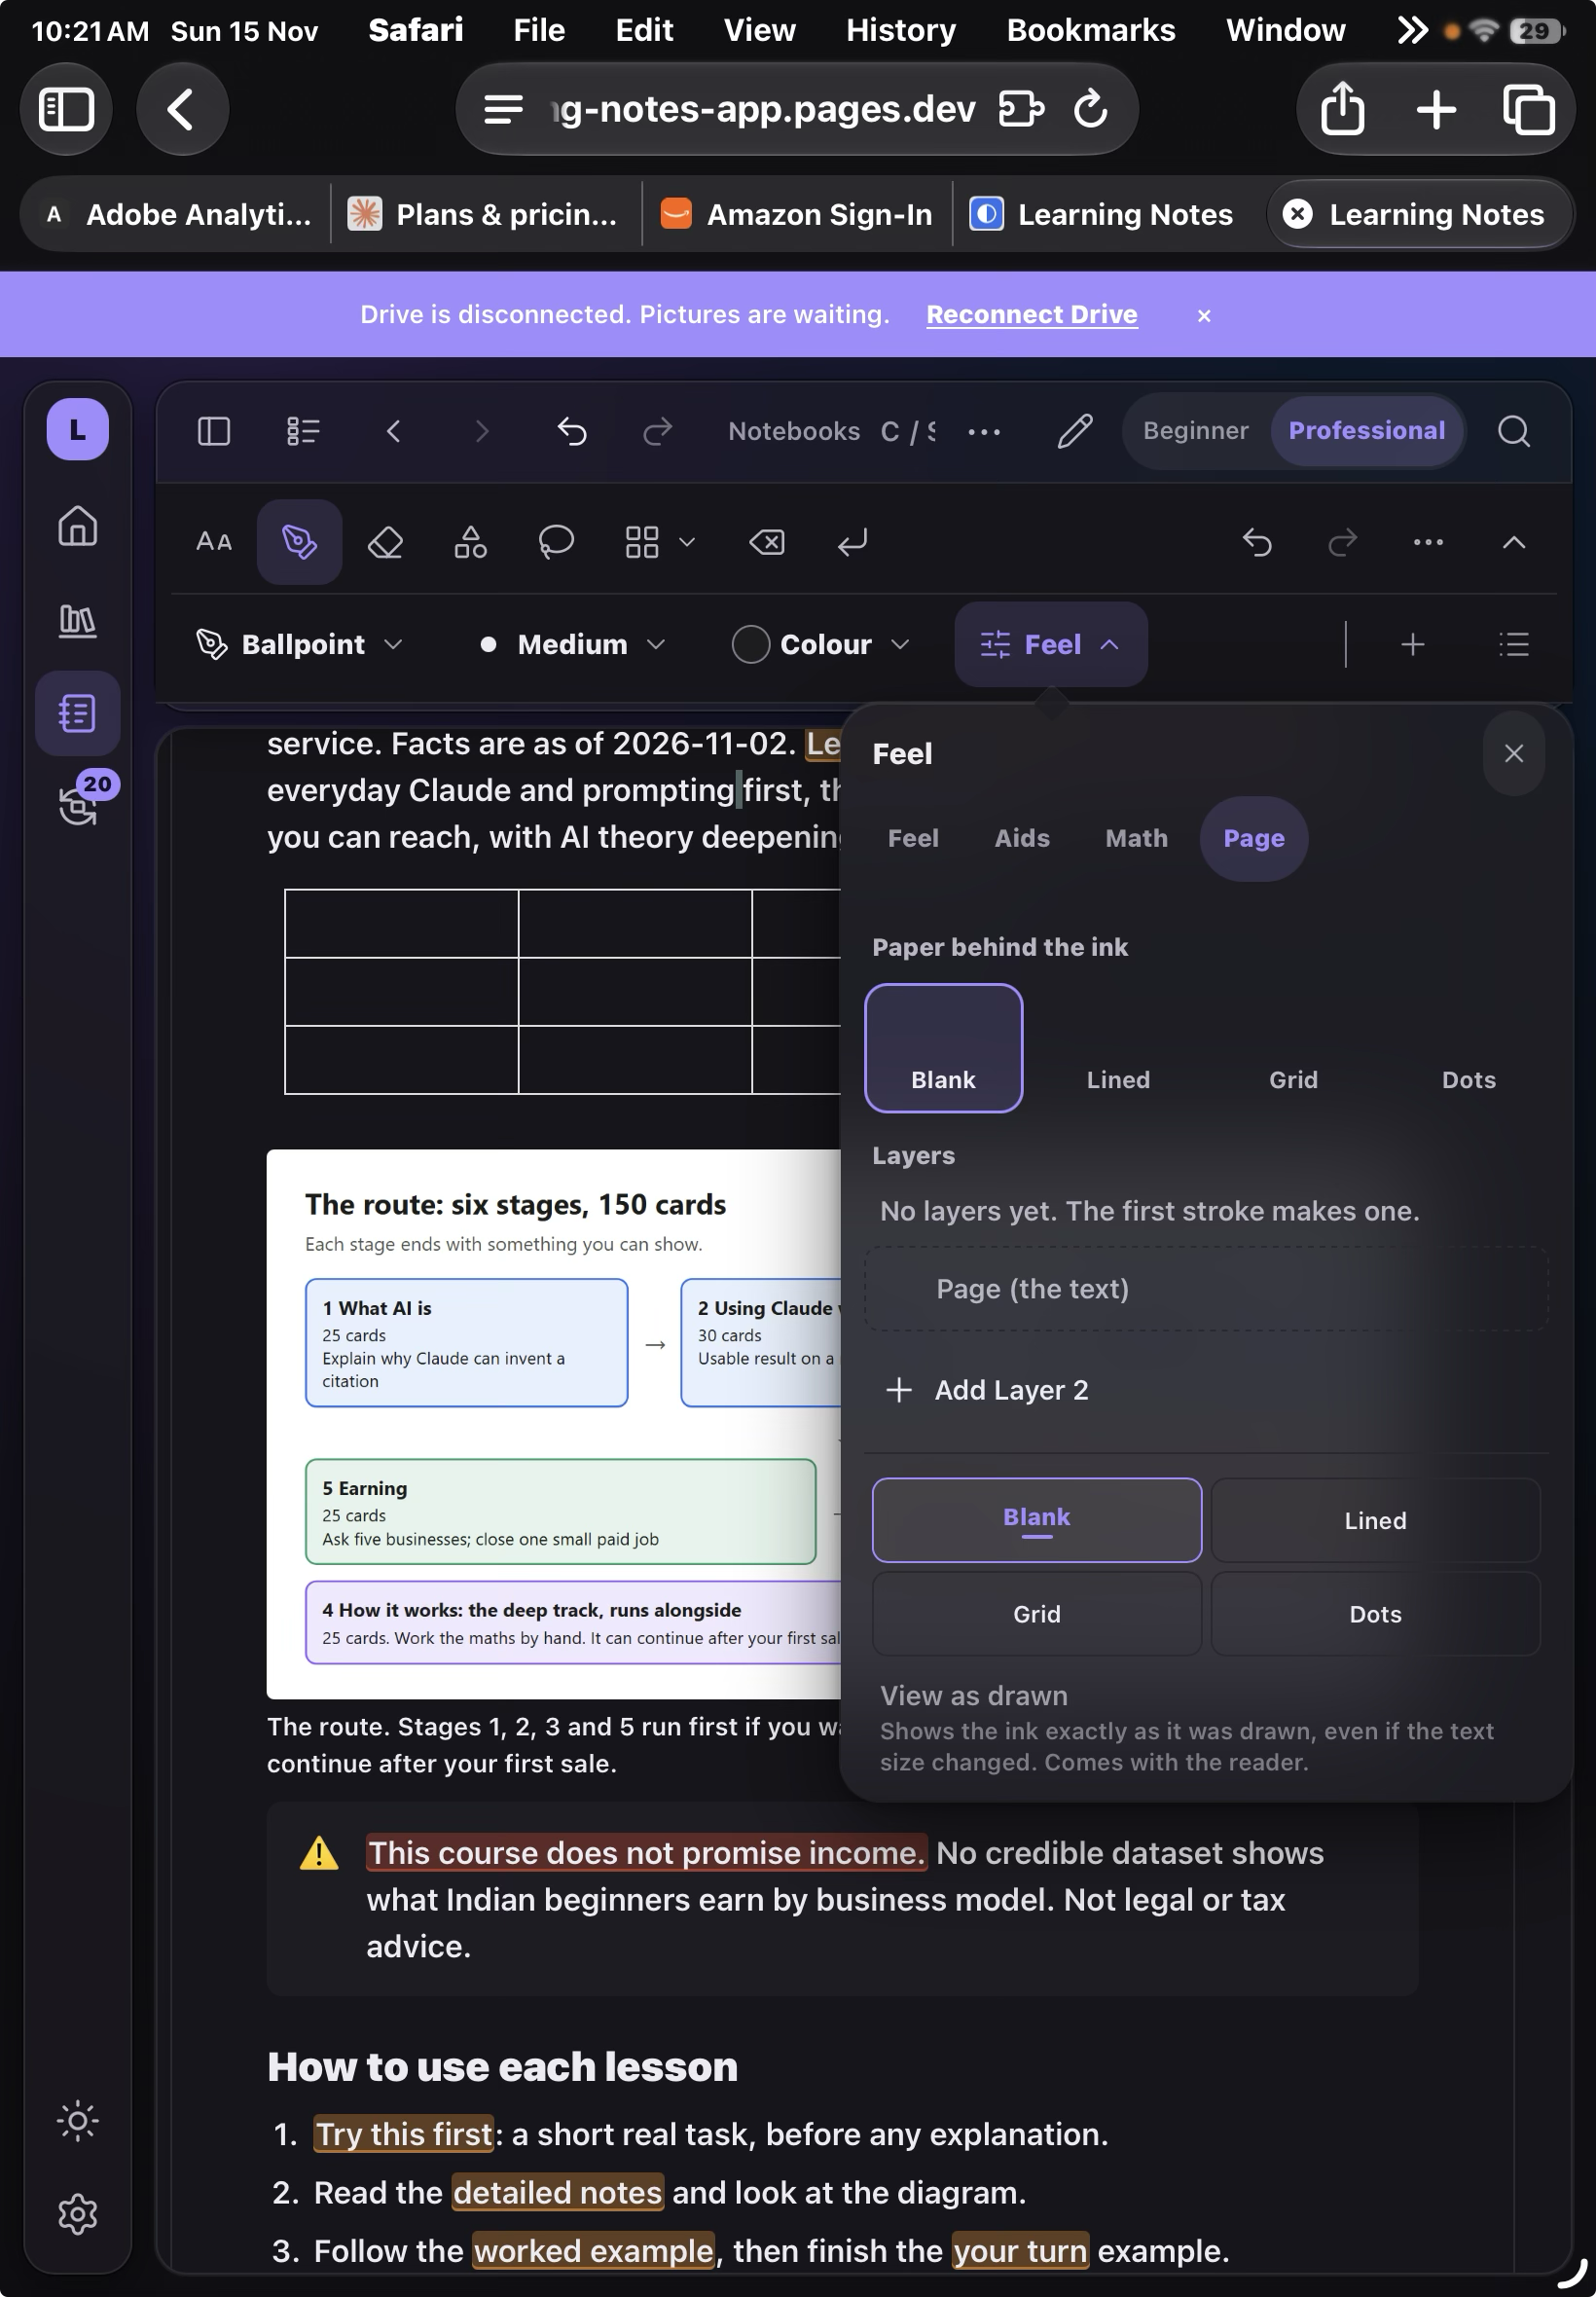 10:21 AM Sun 15 Nov Safari File Edit View History Bookmarks Window 29
g-notes-app.pages.dev
A Adobe Analyti... Plans & pricin... Amazon Sign-In Learning Notes Learning Notes
Drive is disconnected. Pictures are waiting. Reconnect Drive ×
L Notebooks C / ... Beginner Professional
AA
Ballpoint Medium Colour Feel
20
service. Facts are as of 2026-11-02. Le
everyday Claude and prompting first, th
you can reach, with AI theory deepening
The route: six stages, 150 cards
Each stage ends with something you can show.
1 What AI is
25 cards
Explain why Claude can invent a
citation
→
2 Using Claude
30 cards
Usable result on a
5 Earning
25 cards
Ask five businesses; close one small paid job
4 How it works: the deep track, runs alongside
25 cards. Work the maths by hand. It can continue after your first sal
The route. Stages 1, 2, 3 and 5 run first if you wa
continue after your first sale.
Feel
Feel Aids Math Page
Paper behind the ink
Blank Lined Grid Dots
Layers
No layers yet. The first stroke makes one.
Page (the text)
+ Add Layer 2
Blank Lined
Grid Dots
View as drawn
Shows the ink exactly as it was drawn, even if the text
size changed. Comes with the reader.
⚠️ This course does not promise income. No credible dataset shows
what Indian beginners earn by business model. Not legal or tax
advice.
How to use each lesson
1. Try this first: a short real task, before any explanation.
2. Read the detailed notes and look at the diagram.
3. Follow the worked example, then finish the your turn example.